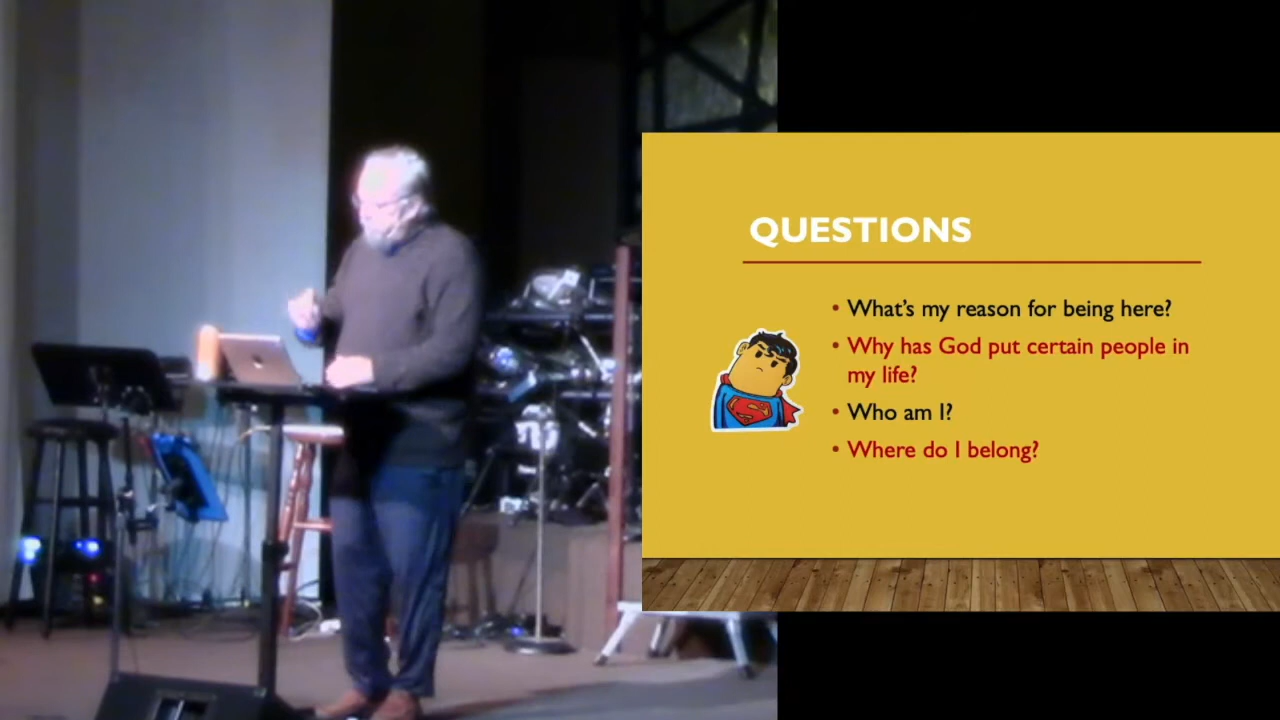 QUESTIONS
• What's my reason for being here?
• Why has God put certain people in
my life?
• Who am I?
• Where do I belong?